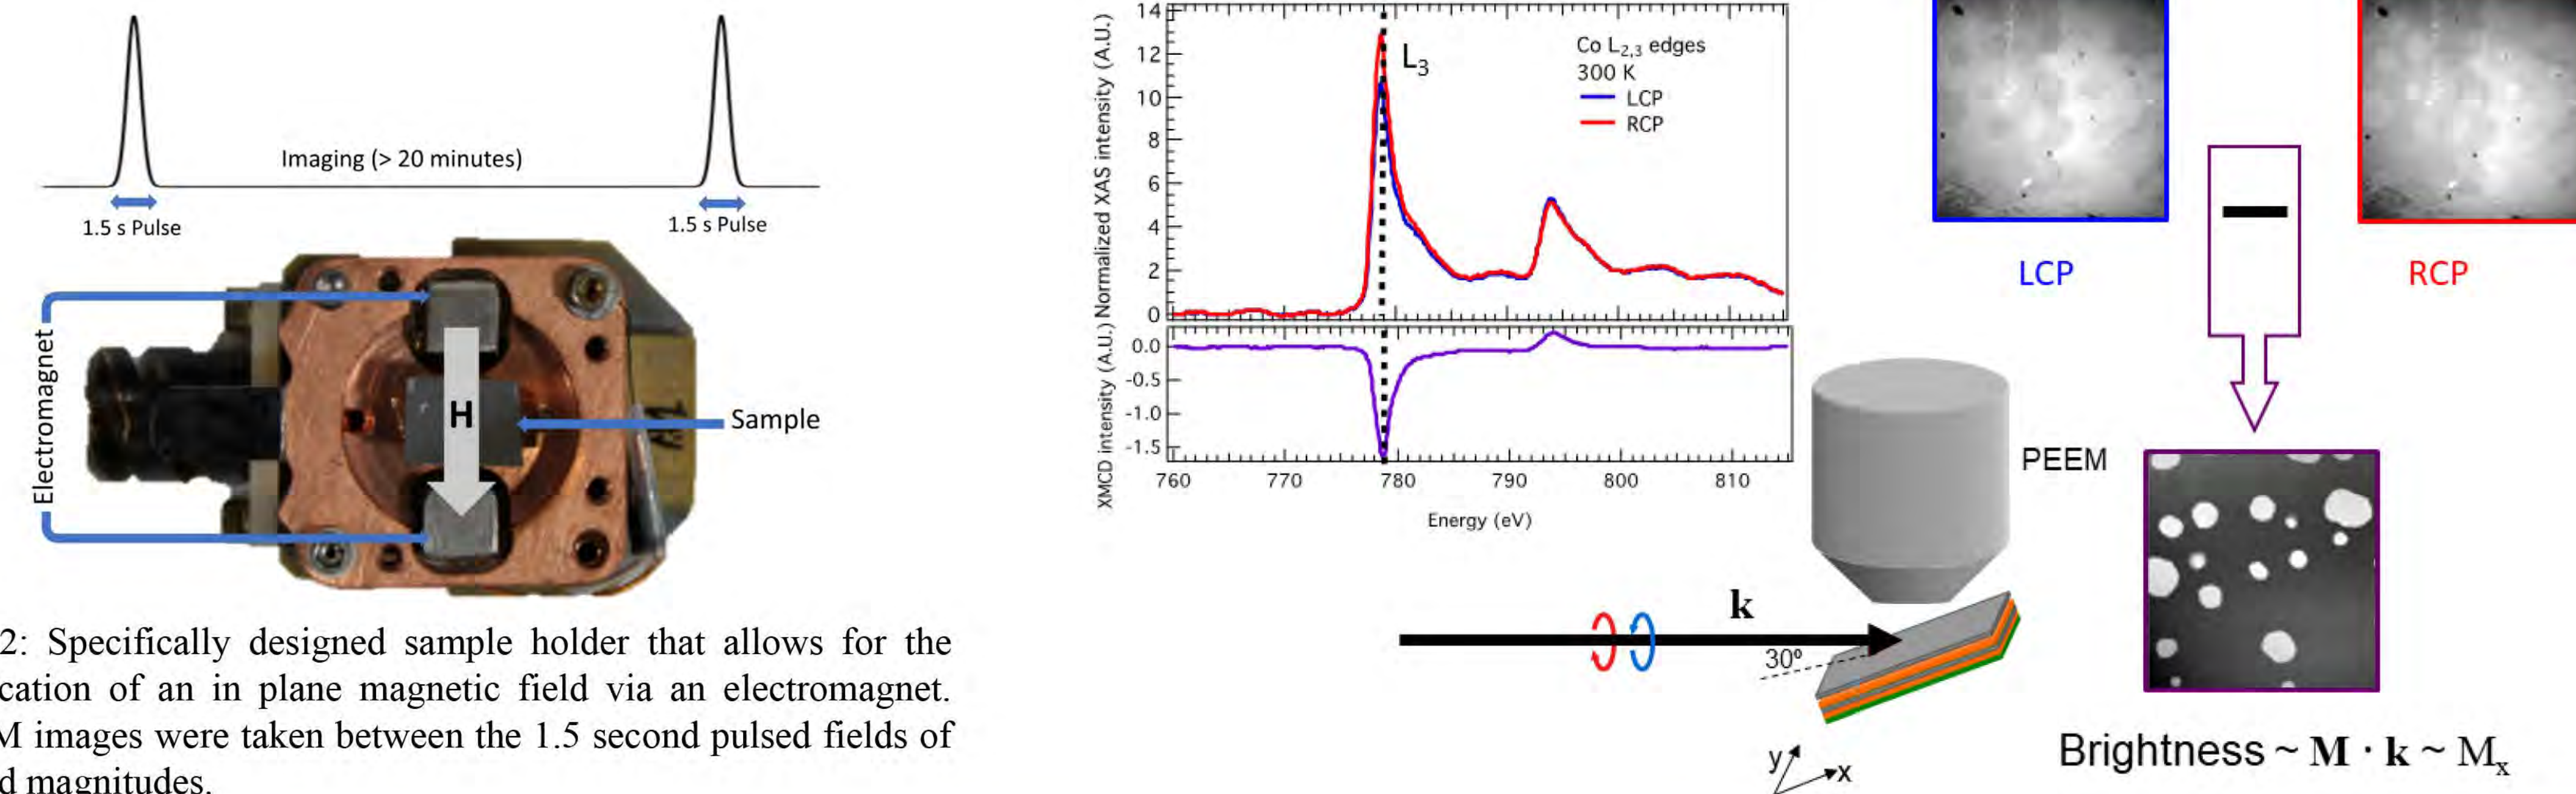 Imaging (> 20 minutes)
1.5 s Pulse
1.5 s Pulse
Electromagnet
H
Sample
2: Specifically designed sample holder that allows for the
cation of an in plane magnetic field via an electromagnet.
M images were taken between the 1.5 second pulsed fields of
d magnitudes.
Normalized XAS intensity (A.U.)
14
12
10
8
6
4
2
0
L₃
Co L₂,₃ edges
300 K
LCP
RCP
XMCD intensity (A.U.)
0.0
-0.5
-1.0
-1.5
760 770 780 790 800 810
Energy (eV)
LCP
RCP
PEEM
k
30º
y
x
Brightness ~ M · k ~ Mₓ